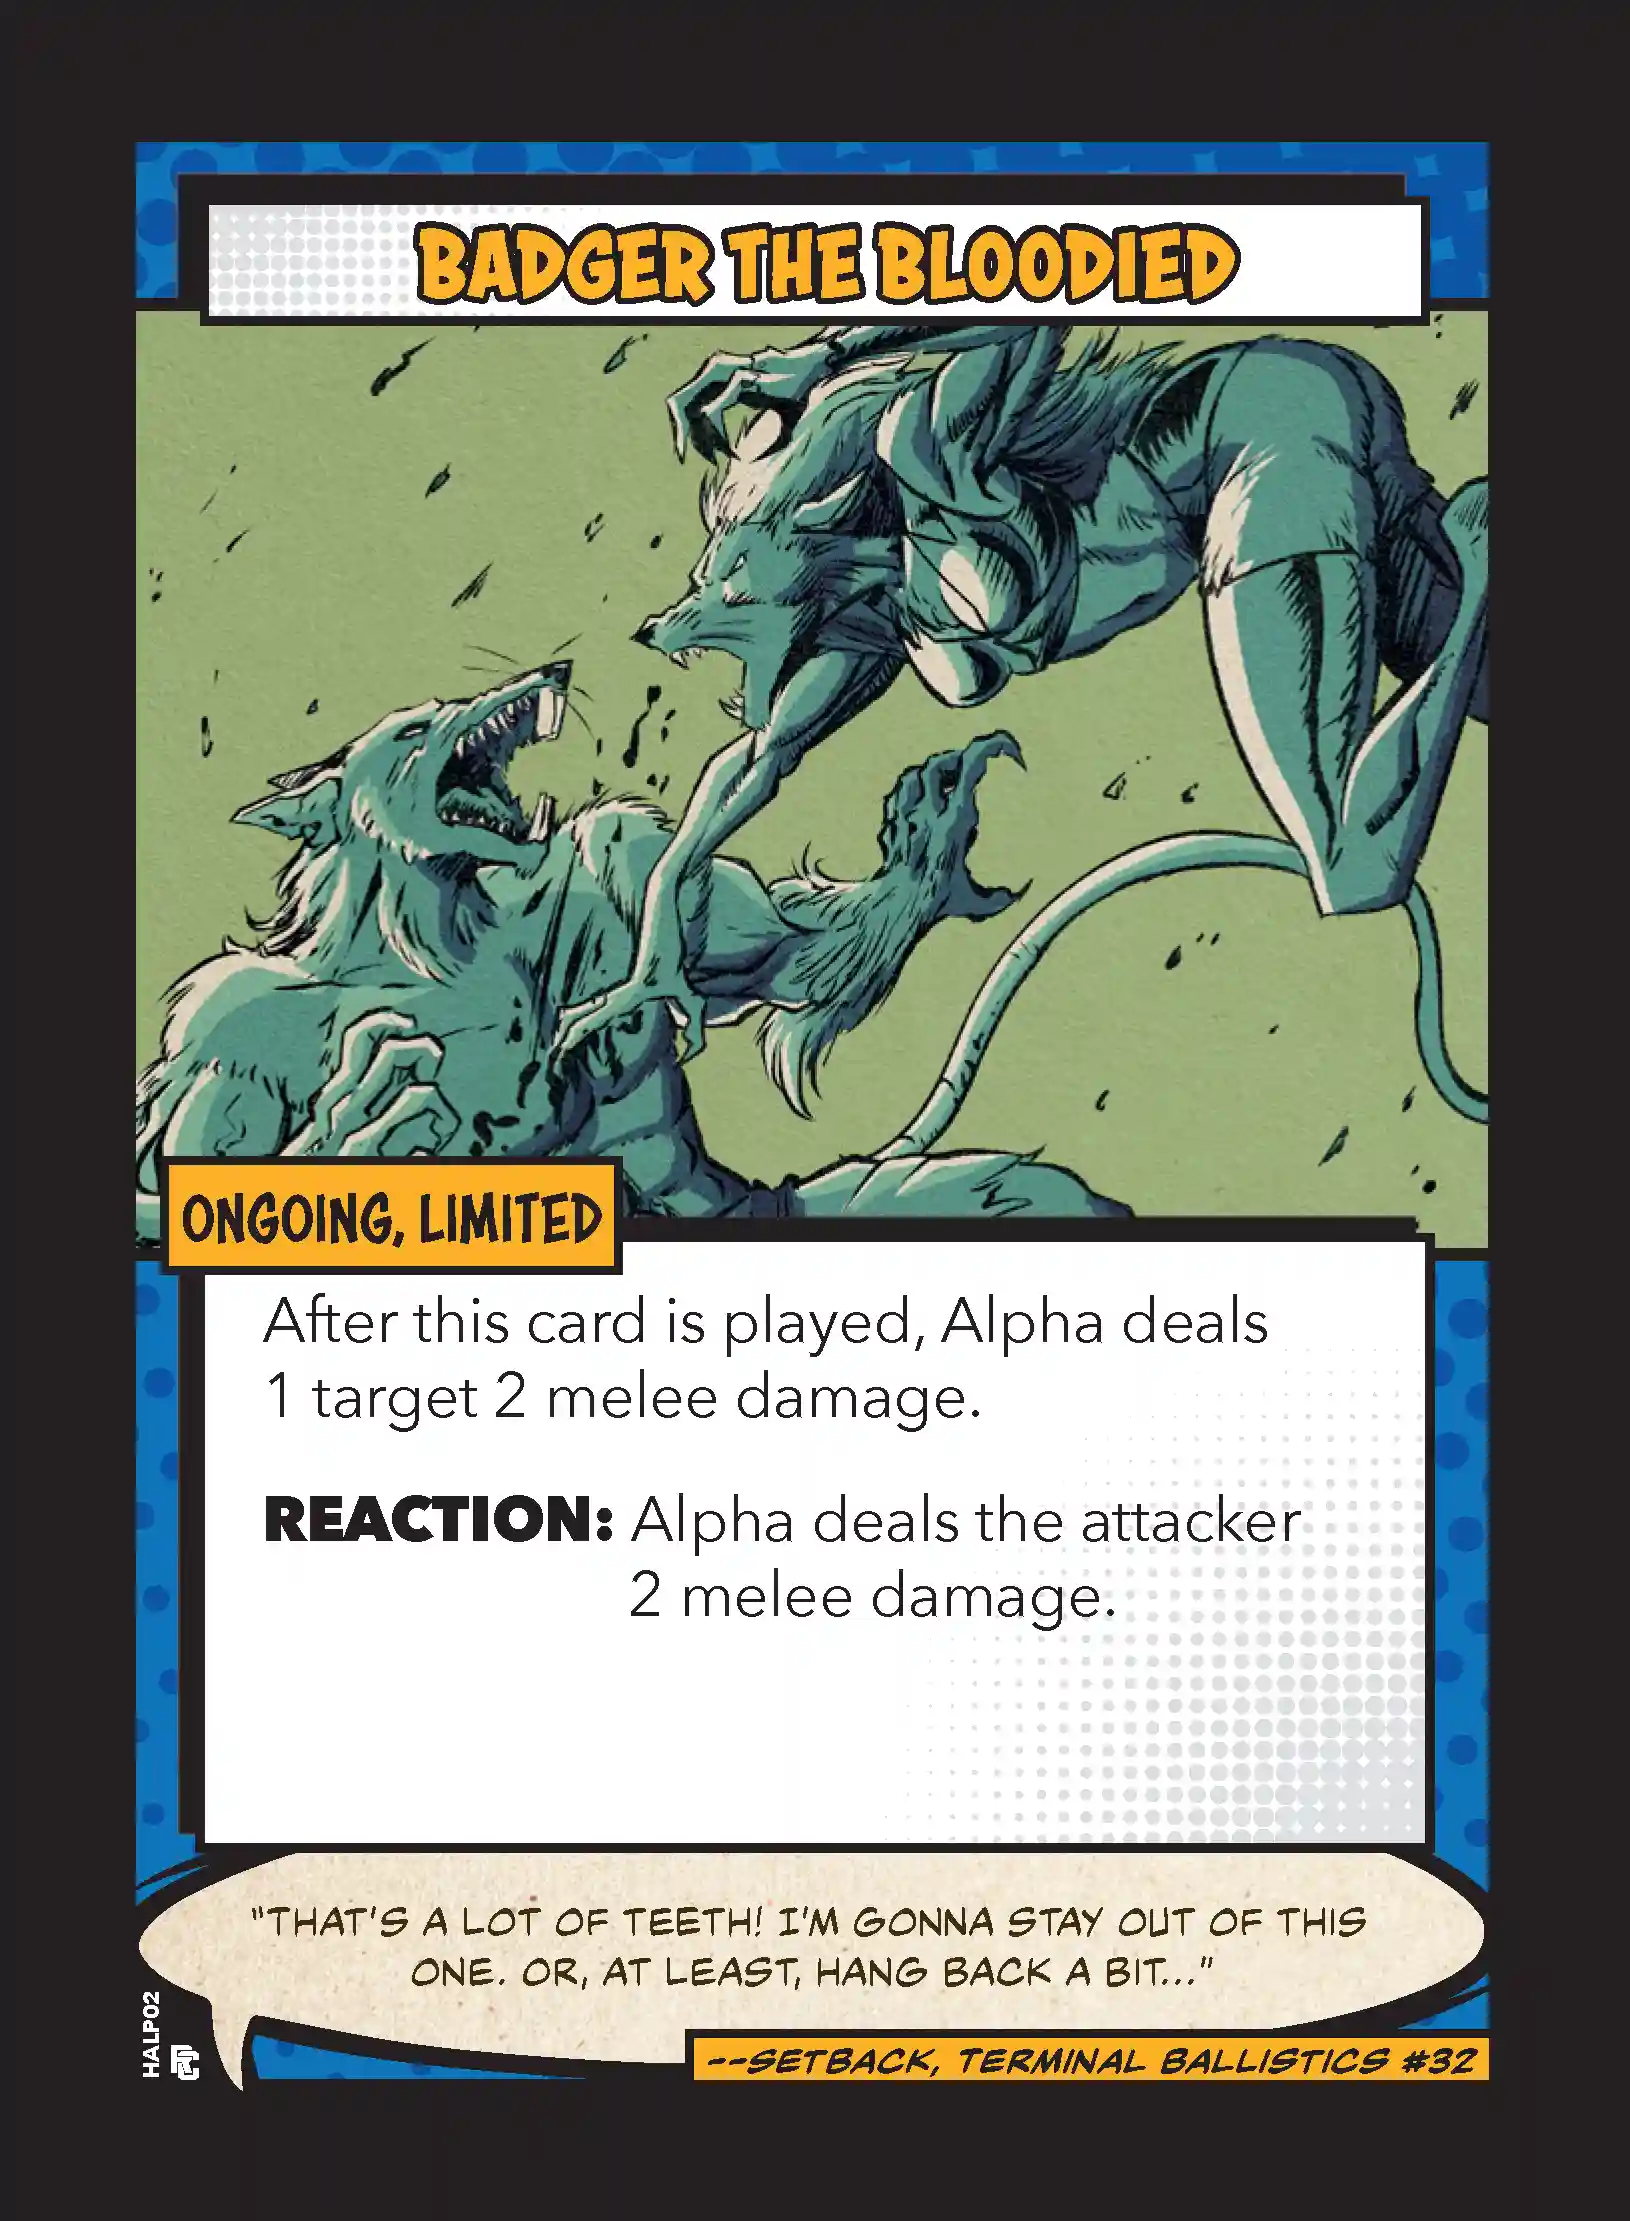 BADGER THE BLOODIED
ONGOING, LIMITED
After this card is played, Alpha deals
1 target 2 melee damage.
REACTION: Alpha deals the attacker
2 melee damage.
"THAT'S A LOT OF TEETH! I'M GONNA STAY OUT OF THIS
ONE. OR, AT LEAST, HANG BACK A BIT..."
--SETBACK, TERMINAL BALLISTICS #32
HALP02